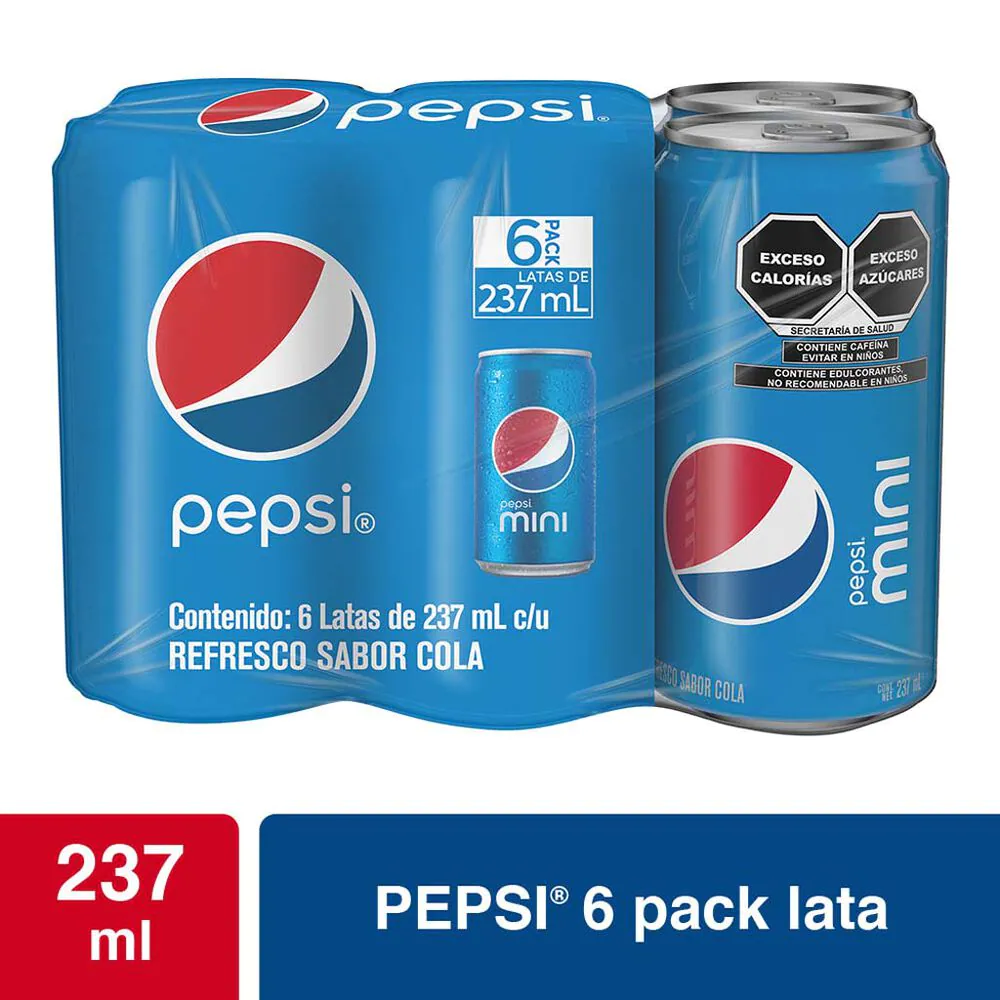 pepsi®
6 PACK
LATAS DE
237 mL
EXCESO
CALORÍAS
EXCESO
AZÚCARES
SECRETARÍA DE SALUD
CONTIENE CAFEÍNA
EVITAR EN NIÑOS
CONTIENE EDULCORANTES,
NO RECOMENDABLE EN NIÑOS
pepsi®
pepsi.
mini
pepsi.
mini
Contenido: 6 Latas de 237 mL c/u
REFRESCO SABOR COLA
SABOR COLA
CONT.
NET. 237 mL
237
ml
PEPSI® 6 pack lata